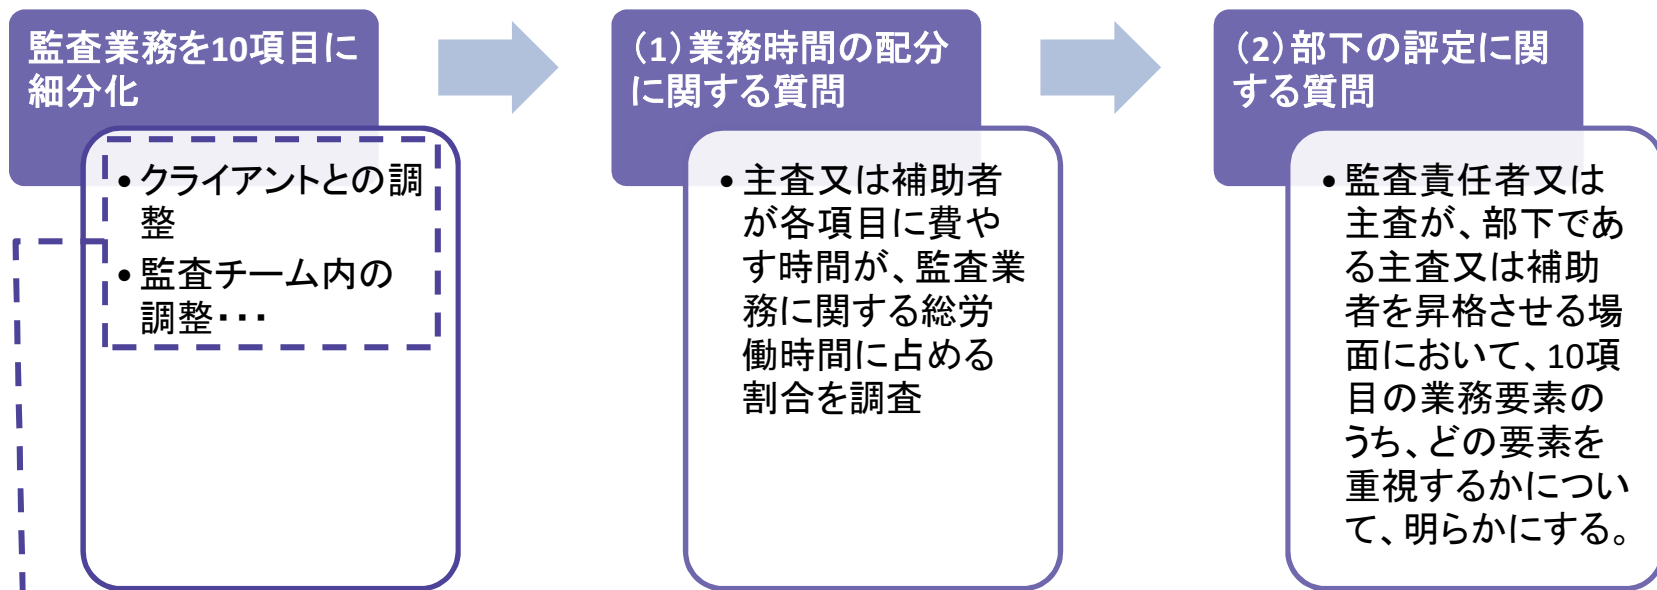 監査業務を10項目に
細分化
• クライアントとの調
整
• 監査チーム内の
調整・・・
(1)業務時間の配分
に関する質問
• 主査又は補助者
が各項目に費や
す時間が、監査業
務に関する総労
働時間に占める
割合を調査
(2)部下の評定に関
する質問
• 監査責任者又は
主査が、部下であ
る主査又は補助
者を昇格させる場
面において、10項
目の業務要素の
うち、どの要素を
重視するかについ
て、明らかにする。